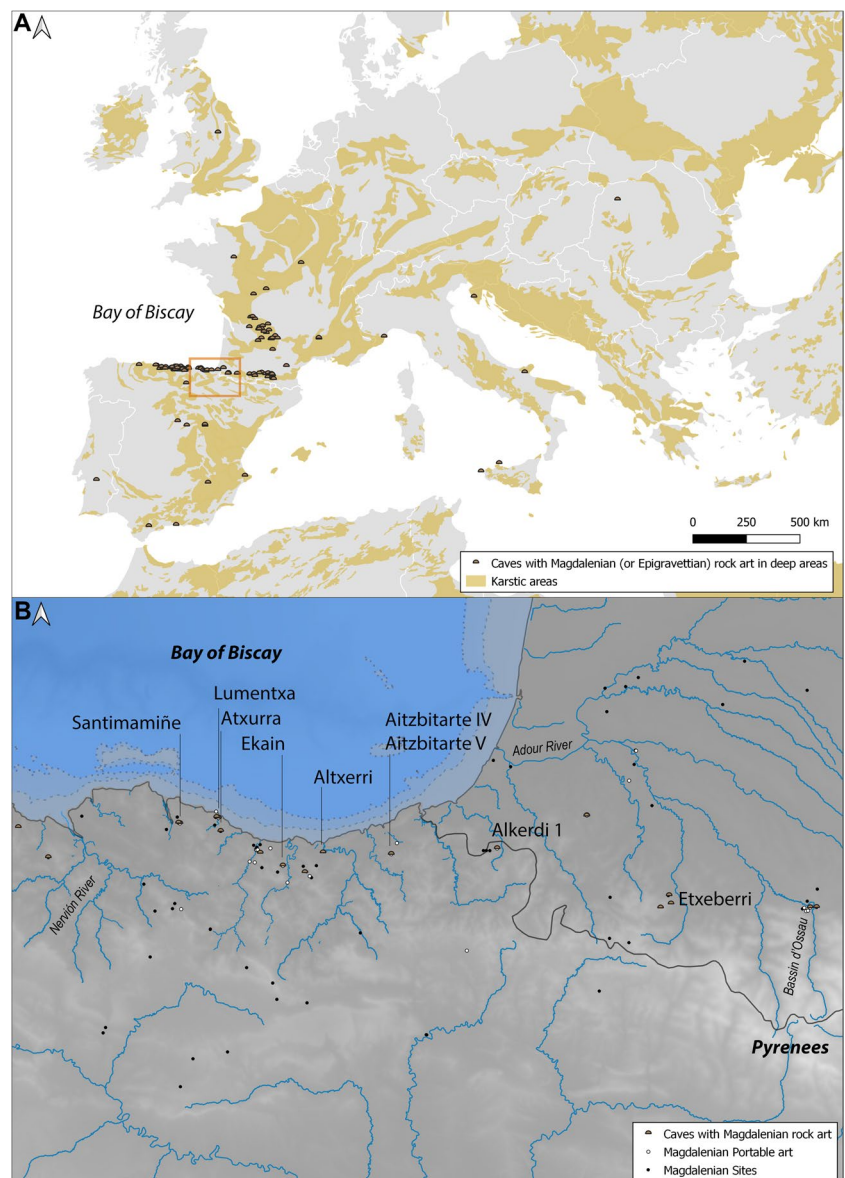 A
Bay of Biscay
0 250 500 km
Caves with Magdalenian (or Epigravettian) rock art in deep areas
Karstic areas
B
Bay of Biscay
Lumentxa
Santimamiñe
Atxurra
Aitzbitarte IV
Ekain
Aitzbitarte V
Adour River
Altxerri
Alkerdi 1
Etxeberri
Nervión River
Bassin d'Ossau
Pyrenees
Caves with Magdalenian rock art
Magdalenian Portable art
Magdalenian Sites